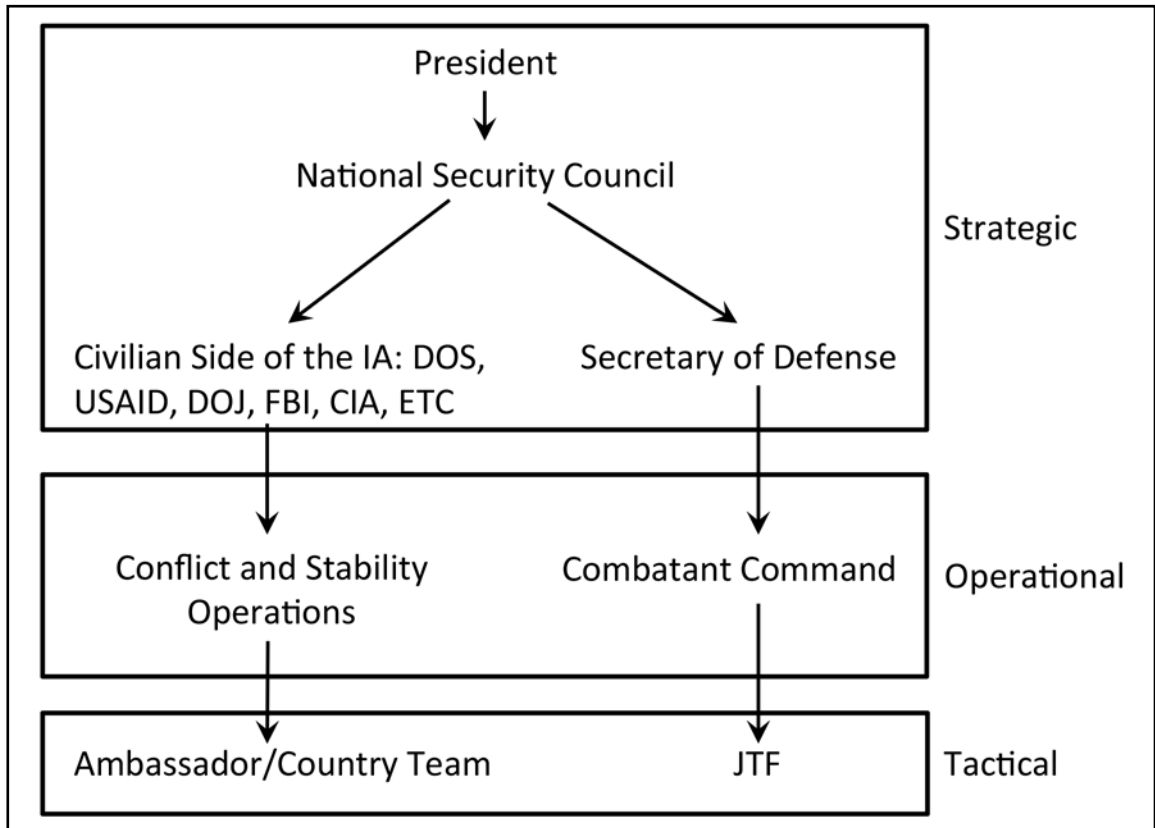 President
National Security Council
Strategic
Civilian Side of the IA: DOS,
USAID, DOJ, FBI, CIA, ETC
Secretary of Defense
Conflict and Stability
Operations
Combatant Command
Operational
Ambassador/Country Team
JTF
Tactical